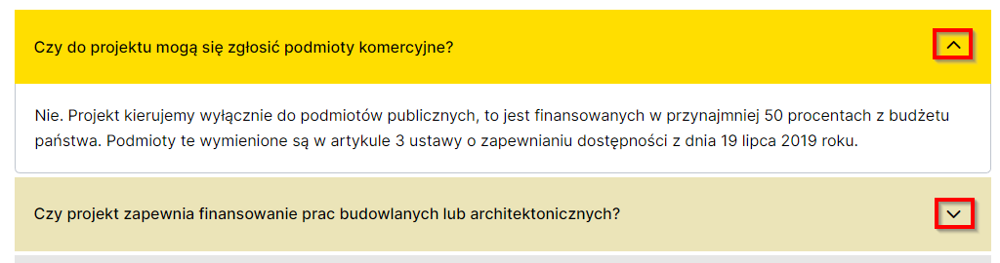 Czy do projektu mogą się zgłosić podmioty komercyjne?
Nie. Projekt kierujemy wyłącznie do podmiotów publicznych, to jest finansowanych w przynajmniej 50 procentach z budżetu
państwa. Podmioty te wymienione są w artykule 3 ustawy o zapewnianiu dostępności z dnia 19 lipca 2019 roku.
Czy projekt zapewnia finansowanie prac budowlanych lub architektonicznych?